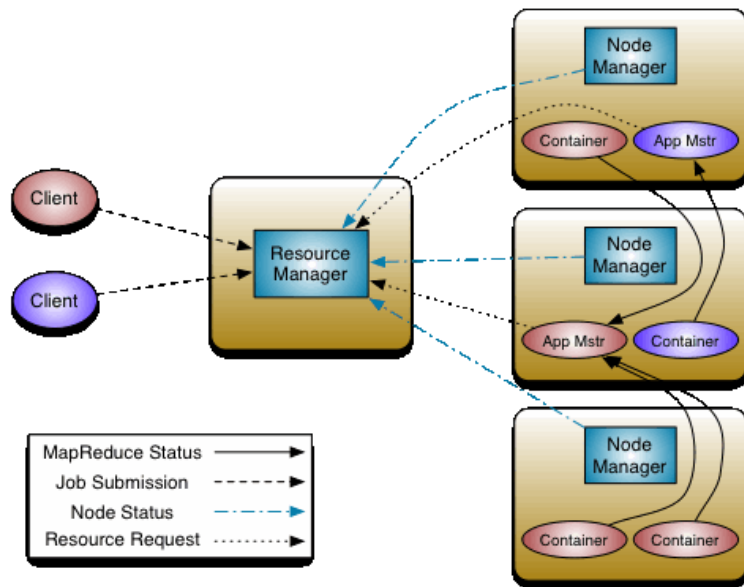 Node
Manager
Container
App Mstr
Client
Client
Resource
Manager
Node
Manager
App Mstr
Container
Node
Manager
Container
Container
MapReduce Status
Job Submission
Node Status
Resource Request